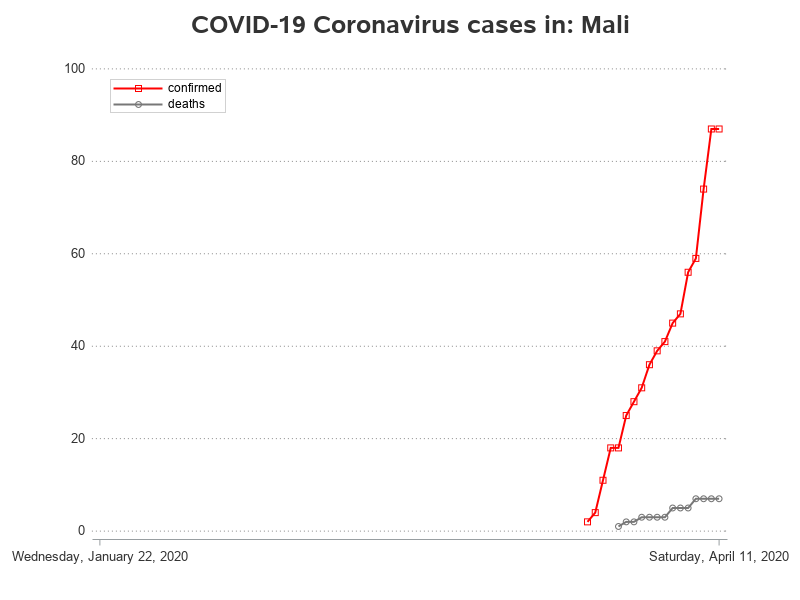 COVID-19 Coronavirus cases in: Mali
100
confirmed
deaths
80
60
40
20
0
Wednesday, January 22, 2020
Saturday, April 11, 2020